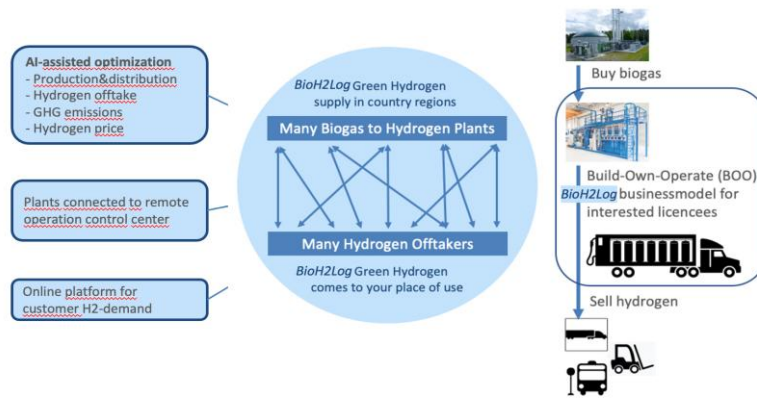 AI-assisted optimization
- Production&distribution
- Hydrogen offtake
- GHG emissions
- Hydrogen price
Plants connected to remote
operation control center
Online platform for
customer H2-demand
BioH2Log Green Hydrogen
supply in country regions
Many Biogas to Hydrogen Plants
Many Hydrogen Offtakers
BioH2Log Green Hydrogen
comes to your place of use
Buy biogas
Build-Own-Operate (BOO)
BioH2Log businessmodel for
interested licencees
Sell hydrogen